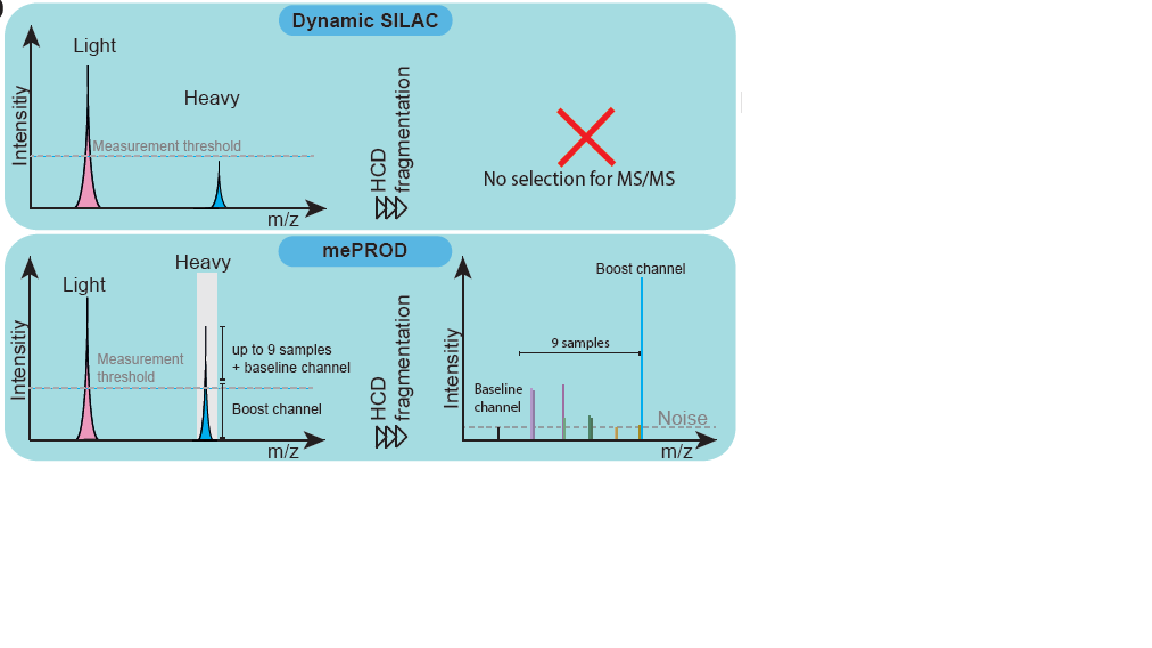 Dynamic SILAC
Light
Heavy
Intensitiy
Measurement threshold
m/z
HCD
fragmentation
No selection for MS/MS
mePROD
Heavy
Light
Intensitiy
Measurement
threshold
up to 9 samples
+ baseline channel
Boost channel
m/z
HCD
fragmentation
Boost channel
9 samples
Intensitiy
Baseline
channel
Noise
m/z